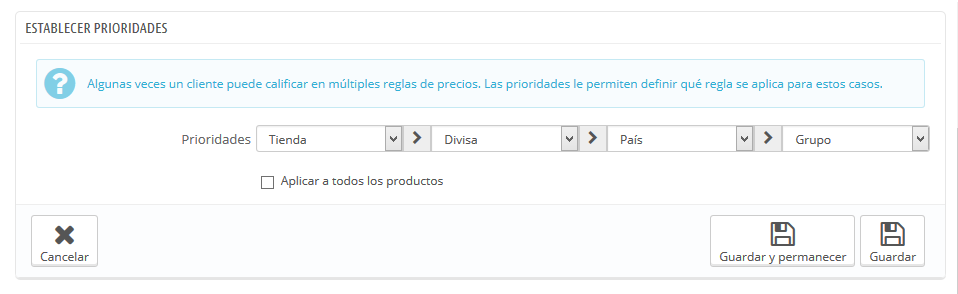 ESTABLECER PRIORIDADES
Algunas veces un cliente puede calificar en múltiples reglas de precios. Las prioridades le permiten definir qué regla se aplica para estos casos.
Prioridades Tienda Divisa País Grupo
Aplicar a todos los productos
Cancelar Guardar y permanecer Guardar